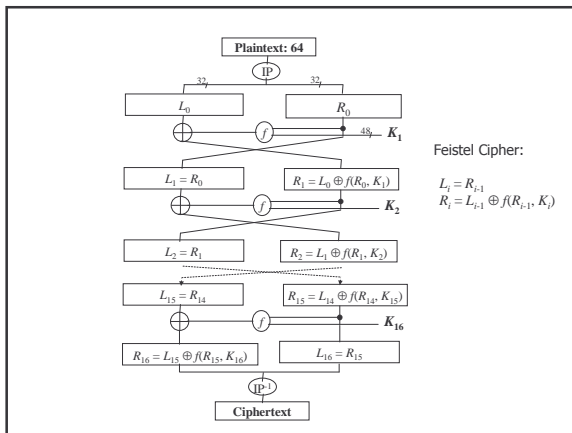 Plaintext: 64
IP
32 32
L₀ R₀
f 48 K₁
Feistel Cipher:
L₁ = R₀ R₁ = L₀ ⊕ f(R₀, K₁)
Lᵢ = Rᵢ₋₁
f K₂
Rᵢ = Lᵢ₋₁ ⊕ f(Rᵢ₋₁, Kᵢ)
L₂ = R₁ R₂ = L₁ ⊕ f(R₁, K₂)
L₁₅ = R₁₄ R₁₅ = L₁₄ ⊕ f(R₁₄, K₁₅)
f K₁₆
R₁₆ = L₁₅ ⊕ f(R₁₅, K₁₆) L₁₆ = R₁₅
IP⁻¹
Ciphertext